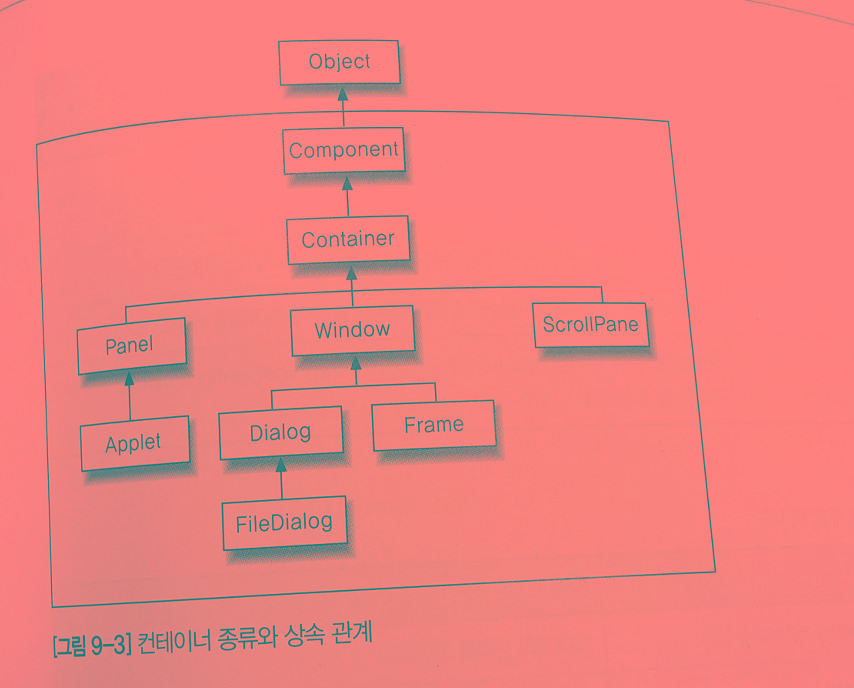 Object
Component
Container
Panel
Window
ScrollPane
Applet
Dialog
Frame
FileDialog
[그림 9-3] 컨테이너 종류와 상속 관계